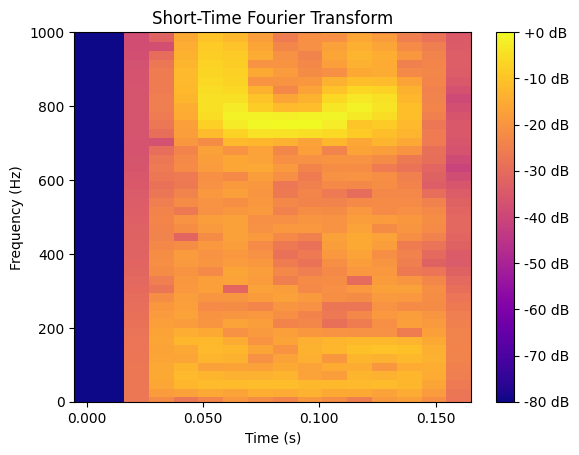 Short-Time Fourier Transform
1000
800
600
400
200
0
Frequency (Hz)
0.000
0.050
0.100
0.150
Time (s)
+0 dB
-10 dB
-20 dB
-30 dB
-40 dB
-50 dB
-60 dB
-70 dB
-80 dB